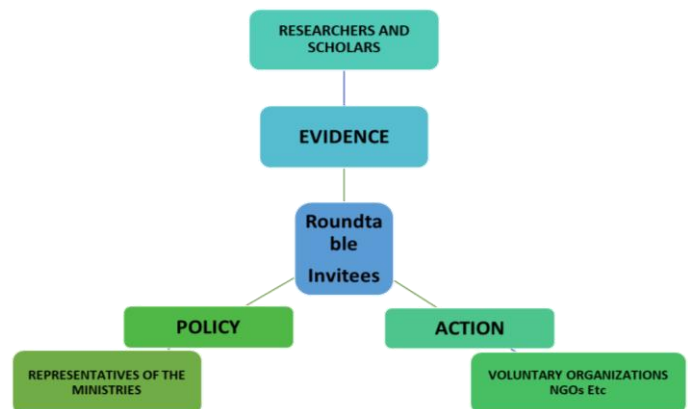 RESEARCHERS AND
SCHOLARS
EVIDENCE
Roundta
ble
Invitees
POLICY
ACTION
REPRESENTATIVES OF THE
MINISTRIES
VOLUNTARY ORGANIZATIONS
NGOs Etc